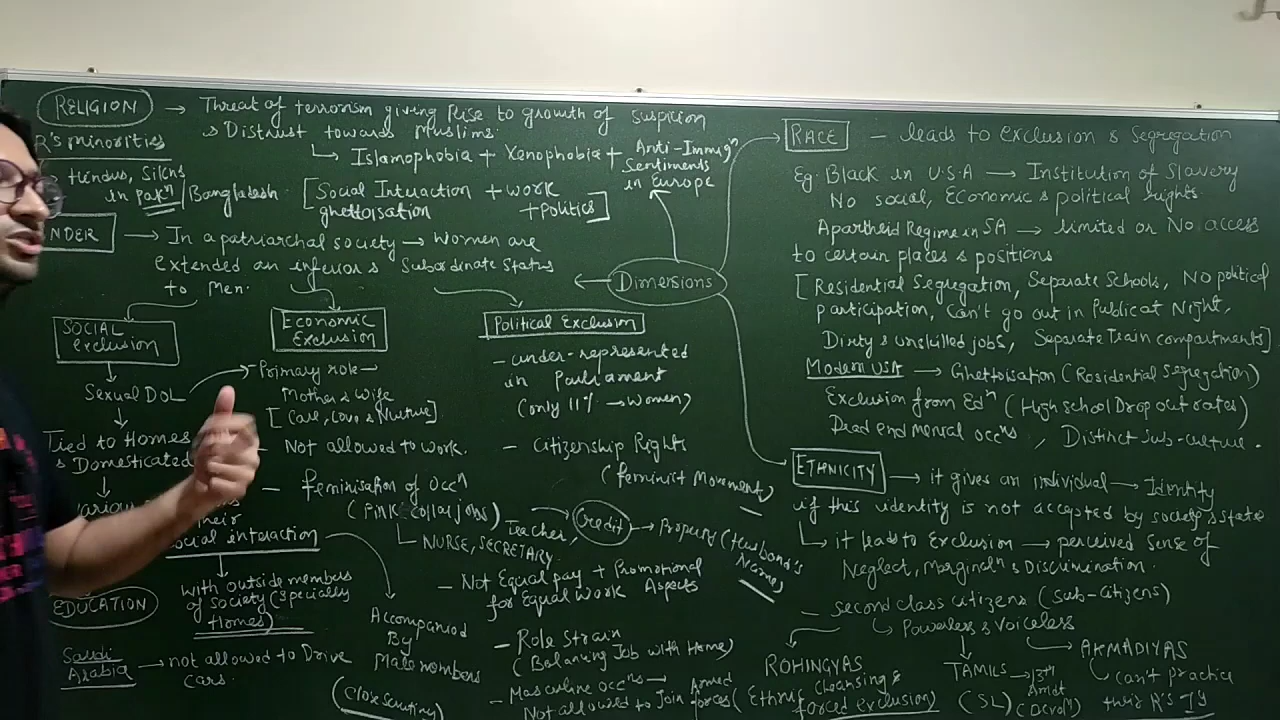 RELIGION → Threat of terrorism giving Rise to growth of suspicion
& Distrust towards Muslims.
↳ Islamophobia + Xenophobia + Anti-Immigⁿ
Sentiments
in Europe
R's minorities
Hindus, Sikhs
in Pakⁿ / Bangladesh. [Social Interaction + work
ghettoisation + Politics]
NDER → In a patriarchal society → Women are
extended an inferior & Subordinate Status
to Men.
SOCIAL
Exclusion
Sexual DOL
Tied to Homes
& Domesticated
their
social interaction
with outside members
of society (specially
Homes)
EDUCATION
Saudi
Arabia → not allowed to Drive
cars.
Accompanied
By
Male members
(Close scrutiny)
Economic
Exclusion
- Primary role -
Mother & Wife
[Care, Love & Nurture]
- Not allowed to work.
- feminisation of Occⁿ
(Pink collar jobs)
Teacher,
NURSE, SECRETARY.
Credit → Property (Husband's
Names)
- Not Equal pay + Promotional
for Equal work Aspects
- Role Strain
(Balancing Job with Home)
- Masculine Occⁿs → Armed
Not allowed to Join forces
Political Exclusion
- under-represented
in Parliament
(only 11% → Women)
- Citizenship Rights
(feminist Movements)
Dimensions
RACE - leads to Exclusion & Segregation
Eg. Black in U.S.A → Institution of Slavery
No social, Economic & political rights.
Apartheid Regime in SA → limited or No access
to certain places & positions
[Residential Segregation, Separate Schools, No political
participation, Can't go out in Public at Night,
Dirty & unskilled jobs, Separate Train compartments]
Modern USA → Ghettoisation (Residential Segregation)
Exclusion from Edⁿ (High school Drop out rates)
Dead end menial occⁿs, Distinct sub-culture.
ETHNICITY → it gives an individual → Identity
if this identity is not accepted by society & state
↳ it leads to Exclusion → perceived Sense of
Neglect, Marginalⁿ & Discrimination.
- second class citizens (Sub-citizens)
↳ Powerless & Voiceless
ROHINGYAS
(Ethnic cleansing &
forced exclusion)
TAMILS → 13th
Amdt
(SL)
AHMADIYAS
can't practice
their R's